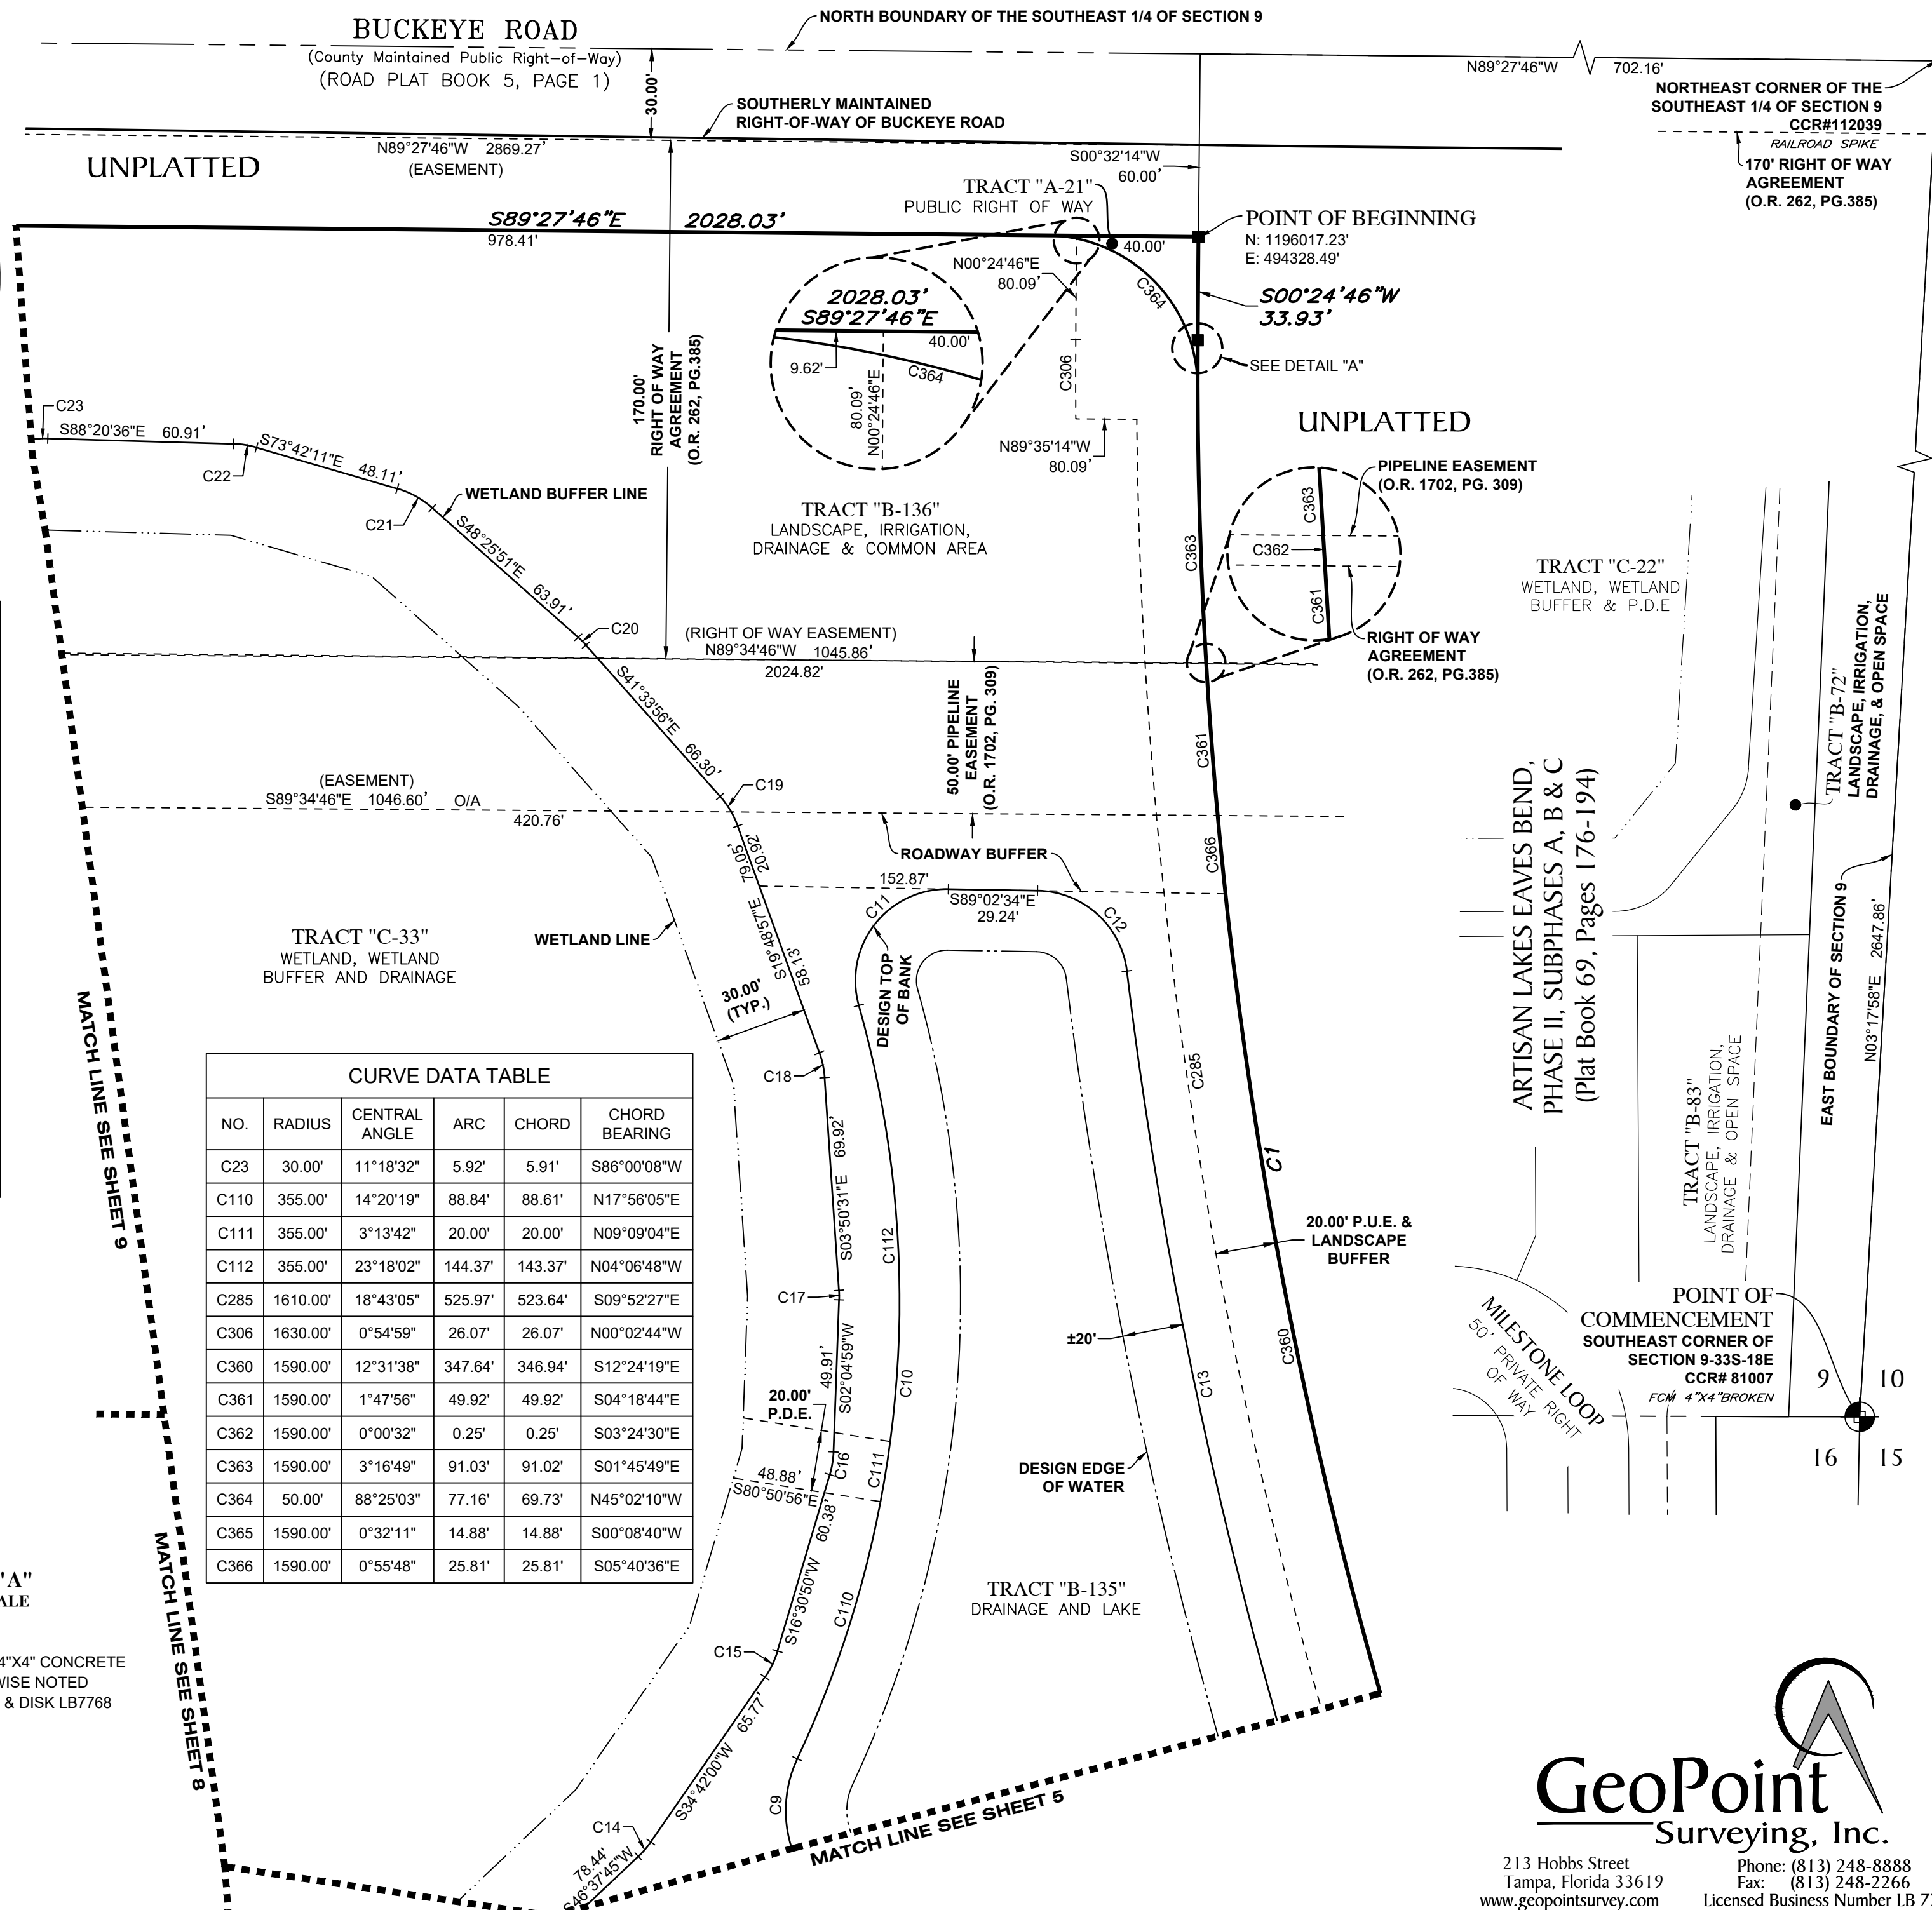 BUCKEYE ROAD
(County Maintained Public Right-of-Way)
(ROAD PLAT BOOK 5, PAGE 1)
NORTH BOUNDARY OF THE SOUTHEAST 1/4 OF SECTION 9
30.00'
N89°27'46"W 702.16'
NORTHEAST CORNER OF THE
SOUTHEAST 1/4 OF SECTION 9
CCR#112039
RAILROAD SPIKE
170' RIGHT OF WAY
AGREEMENT
(O.R. 262, PG.385)
SOUTHERLY MAINTAINED
RIGHT-OF-WAY OF BUCKEYE ROAD
N89°27'46"W 2869.27'
(EASEMENT)
UNPLATTED
S00°32'14"W
60.00'
TRACT "A-21"
PUBLIC RIGHT OF WAY
S89°27'46"E 2028.03'
978.41'
40.00'
POINT OF BEGINNING
N: 1196017.23'
E: 494328.49'
N00°24'46"E
80.09'
C364
S00°24'46"W
33.93'
2028.03'
S89°27'46"E
40.00'
9.62'
C364
80.09'
N00°24'46"E
C306
SEE DETAIL "A"
170.00'
RIGHT OF WAY
AGREEMENT
(O.R. 262, PG.385)
N89°35'14"W
80.09'
UNPLATTED
C23
S88°20'36"E 60.91'
C22
S73°42'11"E 48.11'
C21
WETLAND BUFFER LINE
S48°25'51"E 63.91'
C20
TRACT "B-136"
LANDSCAPE, IRRIGATION,
DRAINAGE & COMMON AREA
PIPELINE EASEMENT
(O.R. 1702, PG. 309)
C363
C362
C361
C363
RIGHT OF WAY
AGREEMENT
(O.R. 262, PG.385)
TRACT "C-22"
WETLAND, WETLAND
BUFFER & P.D.E
(RIGHT OF WAY EASEMENT)
N89°34'46"W 1045.86'
2024.82'
S41°33'56"E 66.30'
C19
50.00' PIPELINE
EASEMENT
(O.R. 1702, PG. 309)
C361
(EASEMENT)
S89°34'46"E 1046.60' O/A
420.76'
ROADWAY BUFFER
C366
TRACT "B-72"
LANDSCAPE, IRRIGATION,
DRAINAGE, & OPEN SPACE
ARTISAN LAKES EAVES BEND,
PHASE II, SUBPHASES A, B & C
(Plat Book 69, Pages 176-194)
EAST BOUNDARY OF SECTION 9
N03°17'58"E 2647.86'
20.92'
79.05'
S19°48'57"E
58.13'
152.87'
S89°02'34"E
29.24'
C11
C12
DESIGN TOP
OF BANK
TRACT "C-33"
WETLAND, WETLAND
BUFFER AND DRAINAGE
WETLAND LINE
30.00'
(TYP.)
MATCH LINE SEE SHEET 9
C18
S03°50'31"E 69.92'
C17
C112
C285
C1
TRACT "B-83"
LANDSCAPE, IRRIGATION,
DRAINAGE & OPEN SPACE
CURVE DATA TABLE
NO. RADIUS CENTRAL ANGLE ARC CHORD CHORD BEARING
C23 30.00' 11°18'32" 5.92' 5.91' S86°00'08"W
C110 355.00' 14°20'19" 88.84' 88.61' N17°56'05"E
C111 355.00' 3°13'42" 20.00' 20.00' N09°09'04"E
C112 355.00' 23°18'02" 144.37' 143.37' N04°06'48"W
C285 1610.00' 18°43'05" 525.97' 523.64' S09°52'27"E
C306 1630.00' 0°54'59" 26.07' 26.07' N00°02'44"W
C360 1590.00' 12°31'38" 347.64' 346.94' S12°24'19"E
C361 1590.00' 1°47'56" 49.92' 49.92' S04°18'44"E
C362 1590.00' 0°00'32" 0.25' 0.25' S03°24'30"E
C363 1590.00' 3°16'49" 91.03' 91.02' S01°45'49"E
C364 50.00' 88°25'03" 77.16' 69.73' N45°02'10"W
C365 1590.00' 0°32'11" 14.88' 14.88' S00°08'40"W
C366 1590.00' 0°55'48" 25.81' 25.81' S05°40'36"E
20.00' P.U.E. &
LANDSCAPE
BUFFER
±20'
C10
C13
C360
S02°04'59"W
49.91'
20.00'
P.D.E.
C16
C111
48.88'
S80°50'56"E
DESIGN EDGE
OF WATER
POINT OF
COMMENCEMENT
SOUTHEAST CORNER OF
SECTION 9-33S-18E
CCR# 81007
FCM 4"X4"BROKEN
9 10
16 15
MILESTONE LOOP
50' PRIVATE RIGHT
OF WAY
S16°30'50"W 60.38'
C110
TRACT "B-135"
DRAINAGE AND LAKE
C15
S34°42'00"W 65.77'
C9
C14
78.44'
S46°37'45"W
MATCH LINE SEE SHEET 8
MATCH LINE SEE SHEET 5
"A"
4"X4" CONCRETE
NOTED
& DISK LB7768
GeoPoint
Surveying, Inc.
213 Hobbs Street
Tampa, Florida 33619
www.geopointsurvey.com
Phone: (813) 248-8888
Fax: (813) 248-2266
Licensed Business Number LB